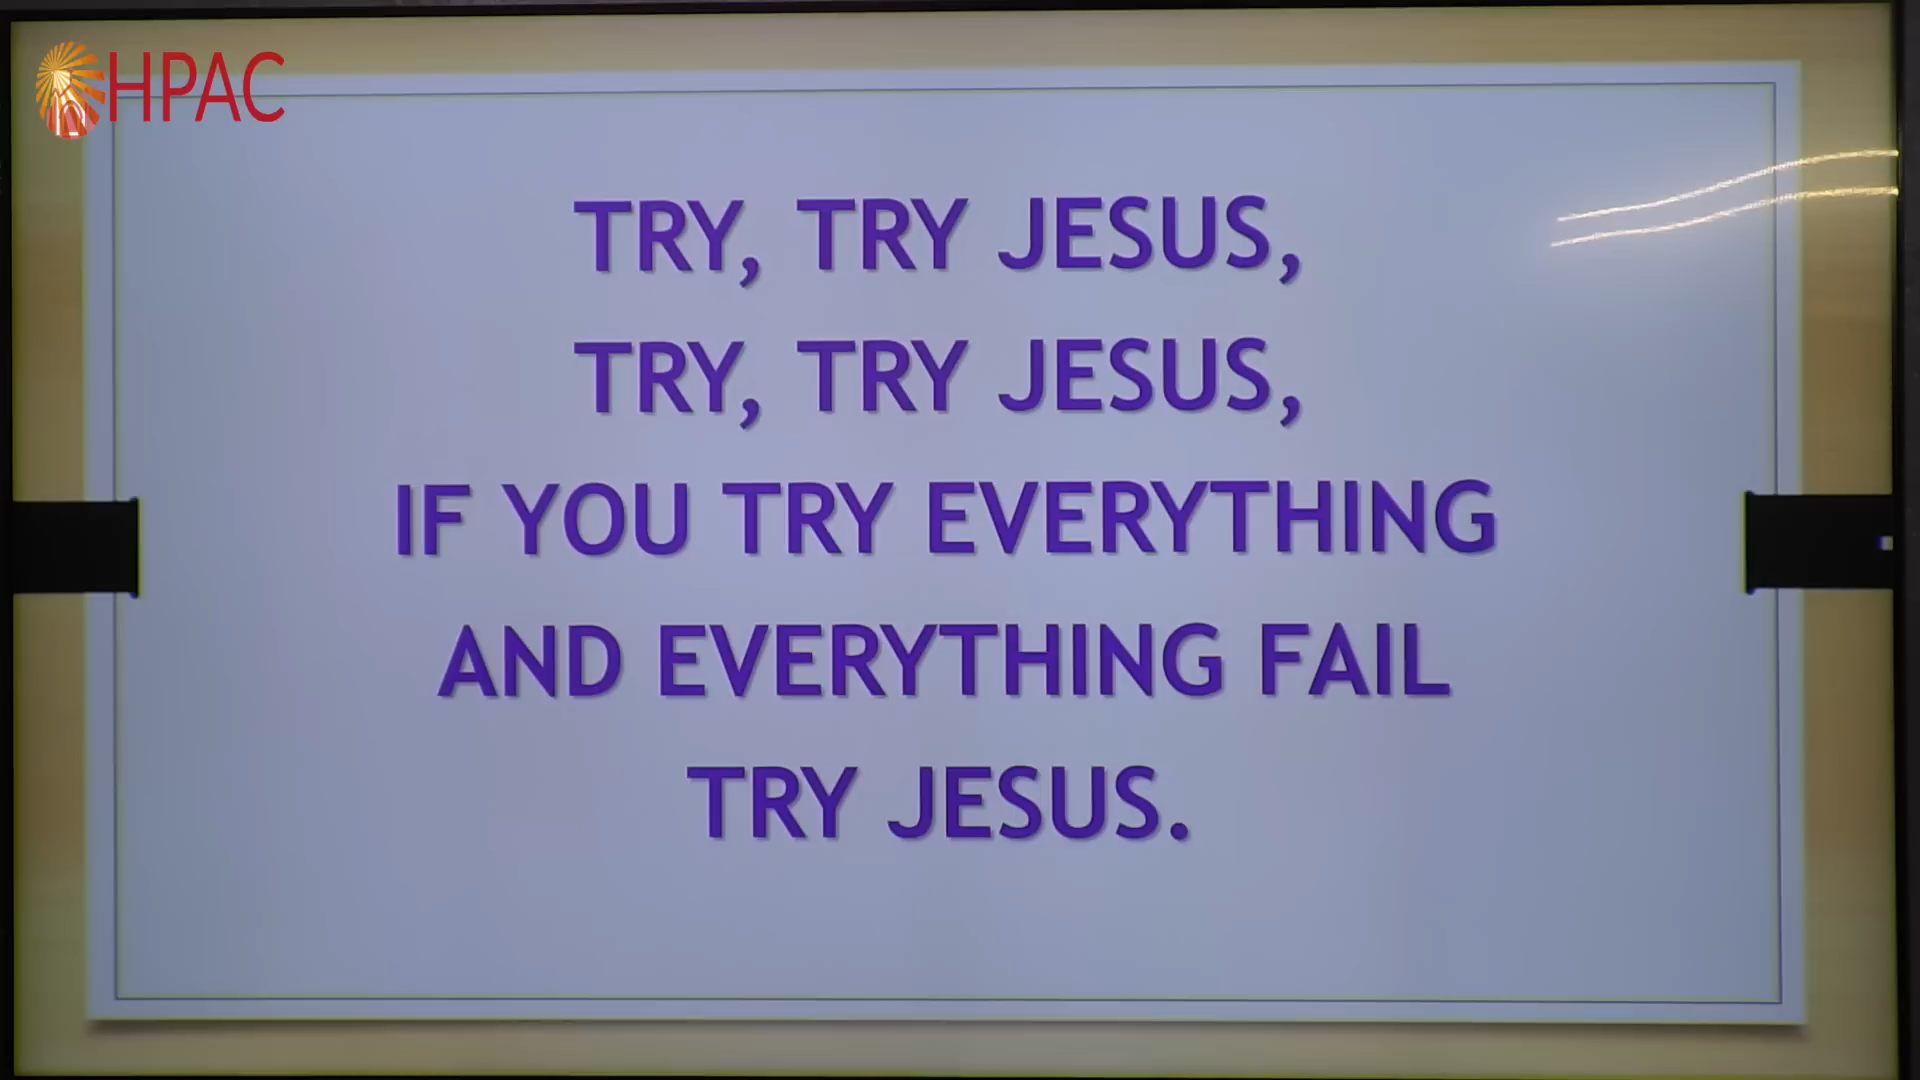 HPAC
TRY, TRY JESUS,
TRY, TRY JESUS,
IF YOU TRY EVERYTHING
AND EVERYTHING FAIL
TRY JESUS.